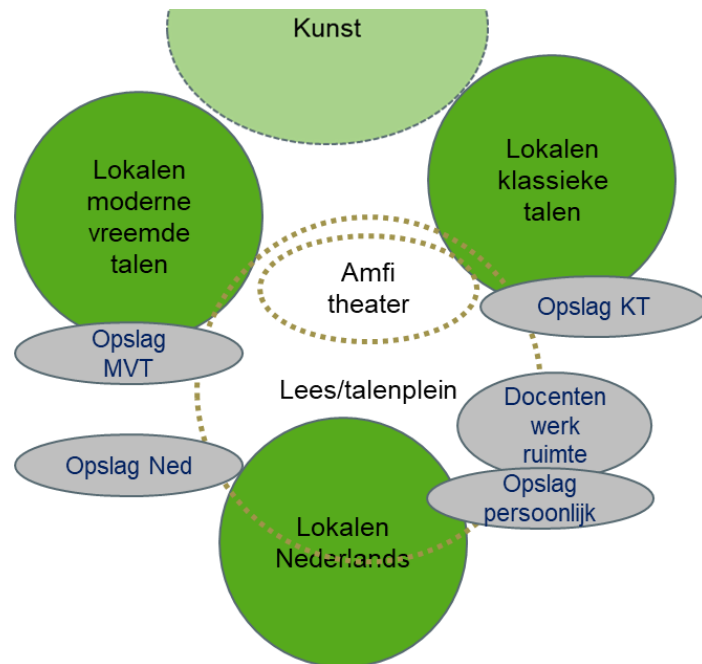 Kunst
Lokalen
moderne
vreemde
talen
Lokalen
klassieke
talen
Amfi
theater
Opslag KT
Opslag
MVT
Lees/talenplein
Docenten
werk
ruimte
Opslag Ned
Opslag
persoonlijk
Lokalen
Nederlands